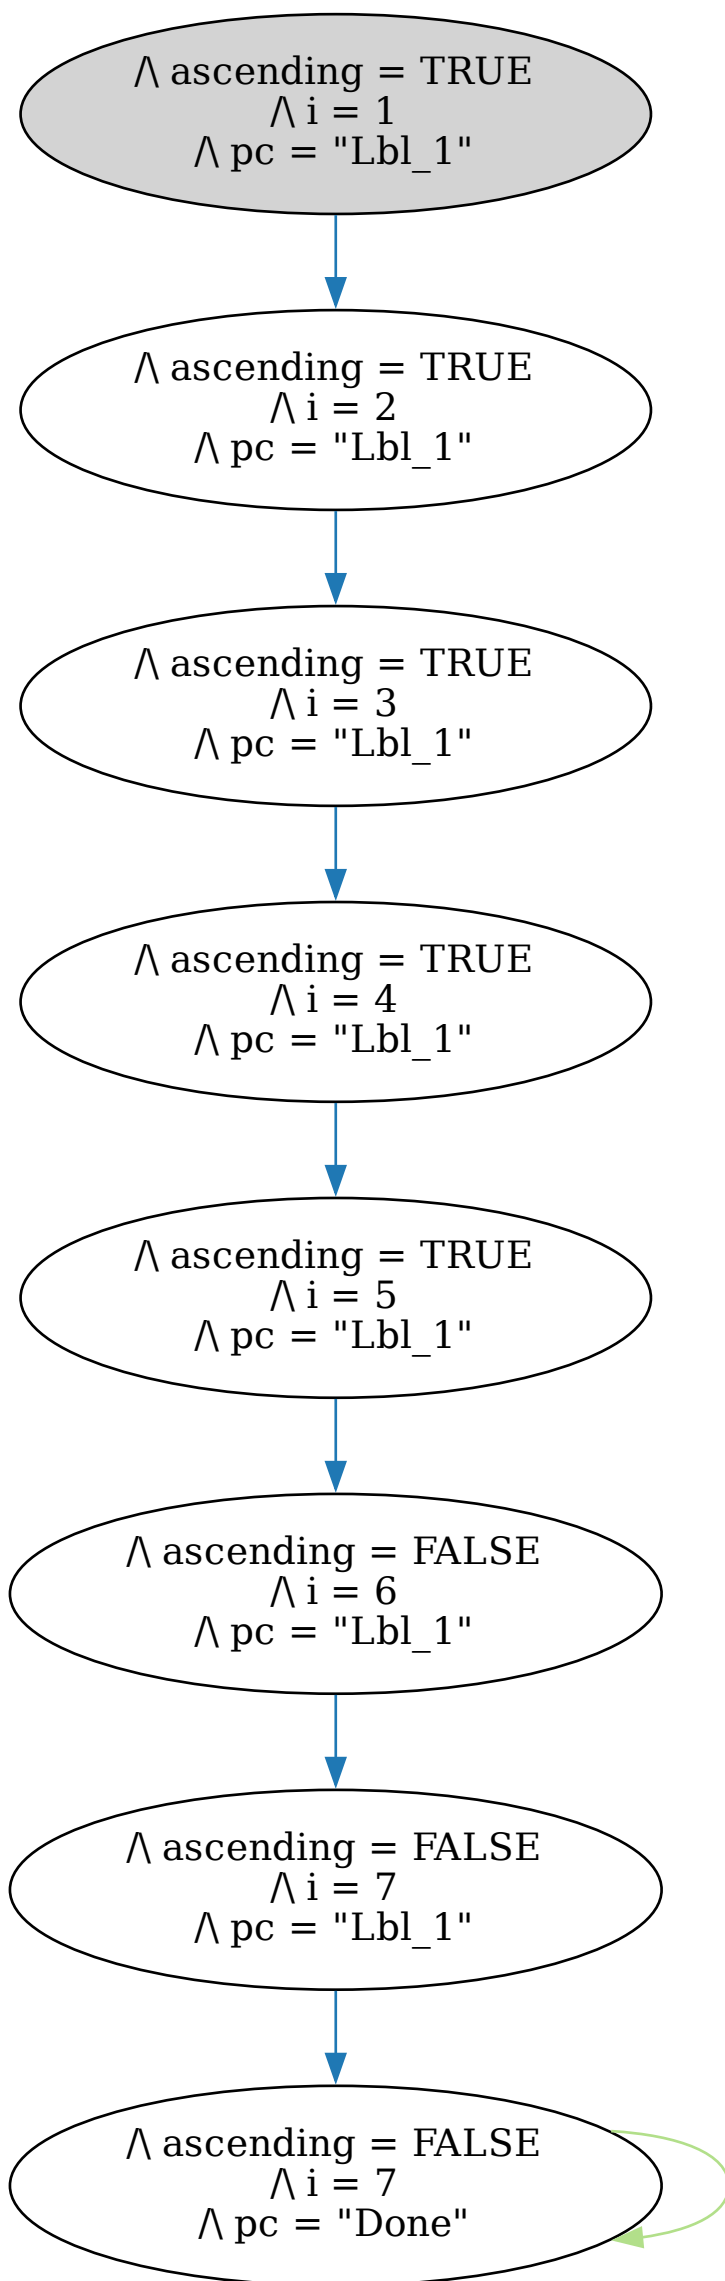 /\ ascending = TRUE
/\ i = 1
/\ pc = "Lbl_1"
/\ ascending = TRUE
/\ i = 2
/\ pc = "Lbl_1"
/\ ascending = TRUE
/\ i = 3
/\ pc = "Lbl_1"
/\ ascending = TRUE
/\ i = 4
/\ pc = "Lbl_1"
/\ ascending = TRUE
/\ i = 5
/\ pc = "Lbl_1"
/\ ascending = FALSE
/\ i = 6
/\ pc = "Lbl_1"
/\ ascending = FALSE
/\ i = 7
/\ pc = "Lbl_1"
/\ ascending = FALSE
/\ i = 7
/\ pc = "Done"